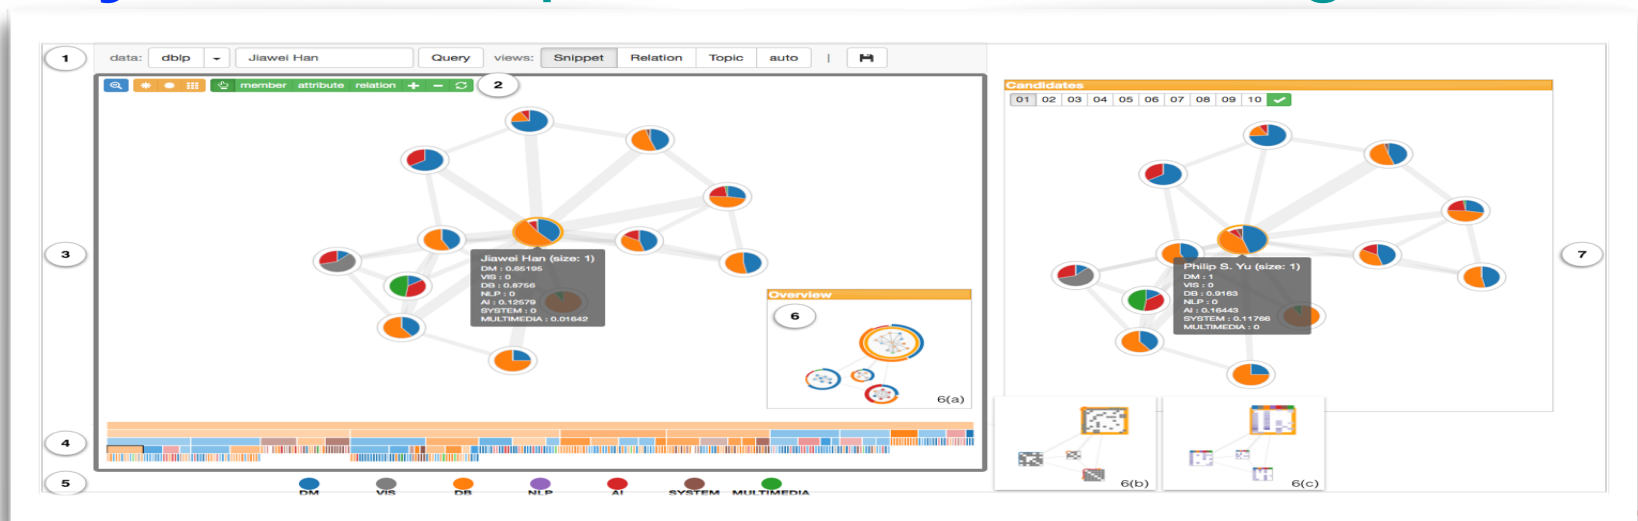 1
data: dblp Jiawei Han Query views: Snippet Relation Topic auto |
member attribute relation
2
Candidates
01 02 03 04 05 06 07 08 09 10
3
Jiawei Han (size: 1)
DM : 0.85195
VIS : 0
DB : 0.8756
NLP : 0
AI : 0.12579
SYSTEM : 0
MULTIMEDIA : 0.01642
Philip S. Yu (size: 1)
DM : 1
VIS : 0
DB : 0.9163
NLP : 0
AI : 0.16443
SYSTEM : 0.11766
MULTIMEDIA : 0
7
Overview
6
6(a)
4
6(b)
6(c)
5
DM VIS DB NLP AI SYSTEM MULTIMEDIA